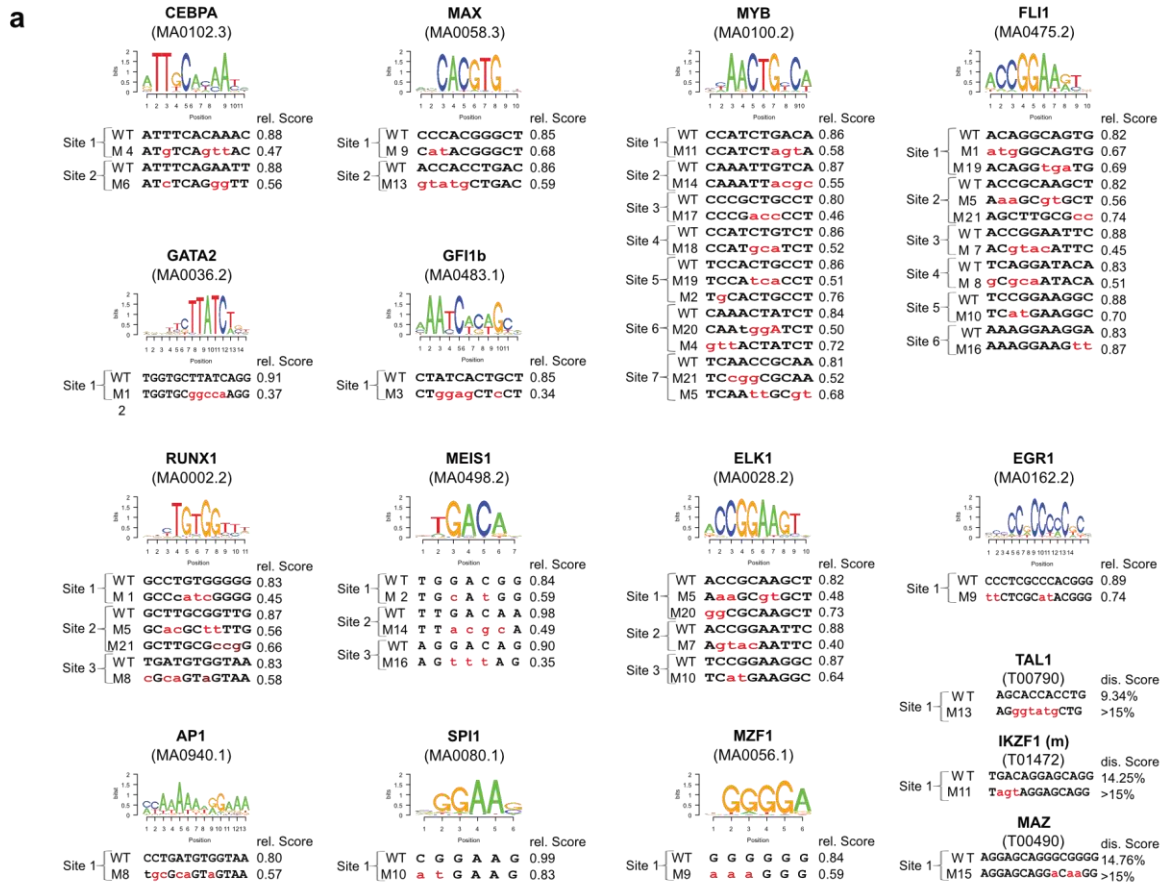 a
CEBPA
(MA0102.3)
rel. Score
Site 1
WT ATTTCACAAAC 0.88
M 4 ATgTCAgttAC 0.47
Site 2
WT ATTTCAGAATT 0.88
M6 ATcTCAGggTT 0.56
MAX
(MA0058.3)
rel. Score
Site 1
WT CCCACGGGCT 0.85
M 9 CatACGGGCT 0.68
Site 2
WT ACCACCTGAC 0.86
M13 gtatgCTGAC 0.59
MYB
(MA0100.2)
rel. Score
Site 1
WT CCATCTGACA 0.86
M11 CCATCTagtA 0.58
Site 2
WT CAAATTGTCA 0.87
M14 CAAATTacgc 0.55
Site 3
WT CCCGCTGCCT 0.80
M17 CCCGacccCT 0.46
Site 4
WT CCATCTGTCT 0.86
M18 CCATgcaTCT 0.52
Site 5
WT TCCACTGCCT 0.86
M19 TCCAtcaCCT 0.51
M2 TgCACTGCCT 0.76
Site 6
WT CAAACTATCT 0.84
M20 CAAtggATCT 0.50
M4 gttACTATCT 0.72
Site 7
WT TCAACCGCAA 0.81
M21 TCcggCGCAA 0.52
M5 TCAAttGCgt 0.68
FLI1
(MA0475.2)
rel. Score
Site 1
WT ACAGGCAGTG 0.82
M1 atgGGCAGTG 0.67
M19 ACAGGtgaTG 0.69
Site 2
WT ACCGCAAGCT 0.82
M5 AaaGCgtGCT 0.56
M21 AGCTTGCGcc 0.74
Site 3
WT ACCGGAATTC 0.88
M 7 ACgtacATTC 0.45
Site 4
WT TCAGGATACA 0.83
M 8 gCgcaATACA 0.51
Site 5
WT TCCGGAAGGC 0.88
M10 TCatGAAGGC 0.70
Site 6
WT AAAGGAAGGA 0.83
M16 AAAGGAAGtt 0.87
GATA2
(MA0036.2)
rel. Score
Site 1
WT TGGTGCTTATCAGG 0.91
M1 TGGTGCggccaAGG 0.37
2
GFI1b
(MA0483.1)
rel. Score
Site 1
WT CTATCACTGCT 0.85
M3 CTggagCTcCT 0.34
RUNX1
(MA0002.2)
rel. Score
Site 1
WT GCCTGTGGGGG 0.83
M 1 GCCcatcGGGG 0.45
Site 2
WT GCTTGCGGTTG 0.87
M5 GCacGCttTTG 0.56
M21 GCTTGCGccgG 0.66
Site 3
WT TGATGTGGTAA 0.83
M8 cGcaGTaGTAA 0.58
MEIS1
(MA0498.2)
rel. Score
Site 1
WT T G G A C G G 0.84
M 2 T G c A t G G 0.59
Site 2
WT T T G A C A A 0.98
M14 T T a c g c A 0.49
Site 3
WT A G G A C A G 0.90
M16 A G t t t A G 0.35
ELK1
(MA0028.2)
rel. Score
Site 1
WT ACCGCAAGCT 0.82
M5 AaaGCgtGCT 0.48
M20 ggCGCAAGCT 0.73
Site 2
WT ACCGGAATTC 0.88
M7 AgtacAATTC 0.40
Site 3
WT TCCGGAAGGC 0.87
M10 TCatGAAGGC 0.64
EGR1
(MA0162.2)
rel. Score
Site 1
WT CCCTCGCCCACGGG 0.89
M9 ttCTCGCatACGGG 0.74
AP1
(MA0940.1)
rel. Score
Site 1
WT CCTGATGTGGTAA 0.80
M8 tgcGcaGTaGTAA 0.57
SPI1
(MA0080.1)
rel. Score
Site 1
WT C G G A A G 0.99
M10 a t G A A G 0.83
MZF1
(MA0056.1)
rel. Score
Site 1
WT G G G G G G 0.84
M9 a a a G G G 0.59
TAL1
(T00790)
dis. Score
Site 1
WT AGCACCACCTG 9.34%
M13 AGggtatgCTG >15%
IKZF1 (m)
(T01472)
dis. Score
Site 1
WT TGACAGGAGCAGG 14.25%
M11 TagtAGGAGCAGG >15%
MAZ
(T00490)
dis. Score
Site 1
WT AGGAGCAGGGCGGGG 14.76%
M15 AGGAGCAGGaCaaGG >15%